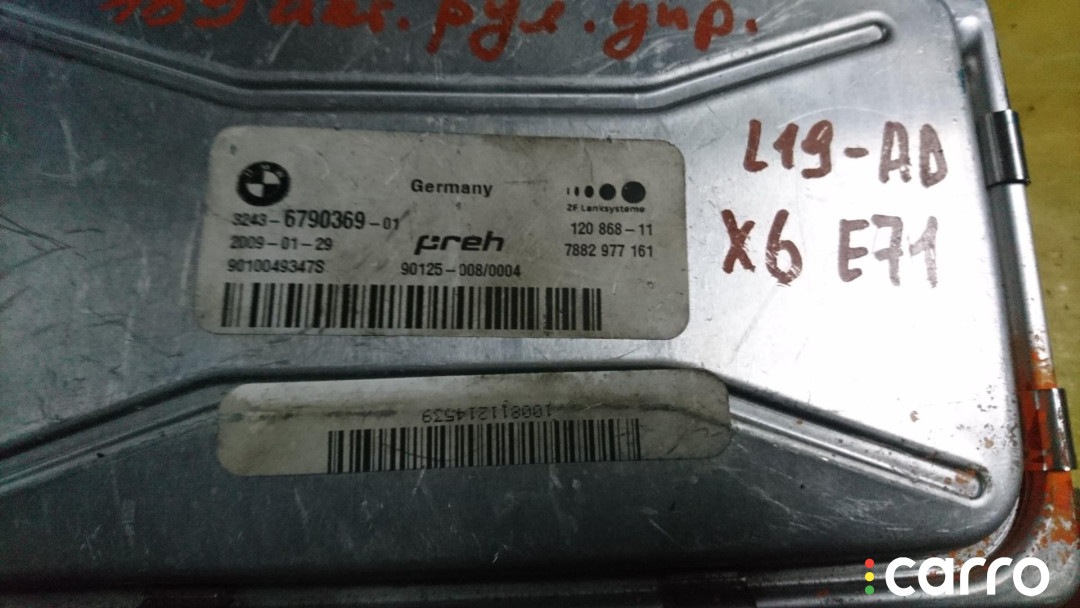 рул. упр.
L19-AD
X6 E71
Germany
ZF Lenksysteme
3243-6790369-01
120 868-11
2009-01-29
preh
7882 977 161
9010049347S
90125-008/0004
100811214539
carro